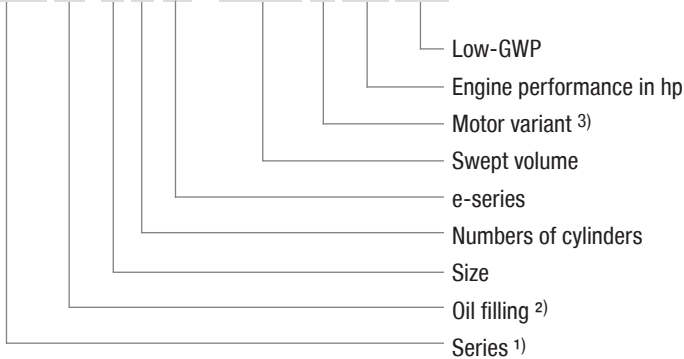 Low-GWP
Engine performance in hp
Motor variant 3)
Swept volume
e-series
Numbers of cylinders
Size
Oil filling 2)
Series 1)